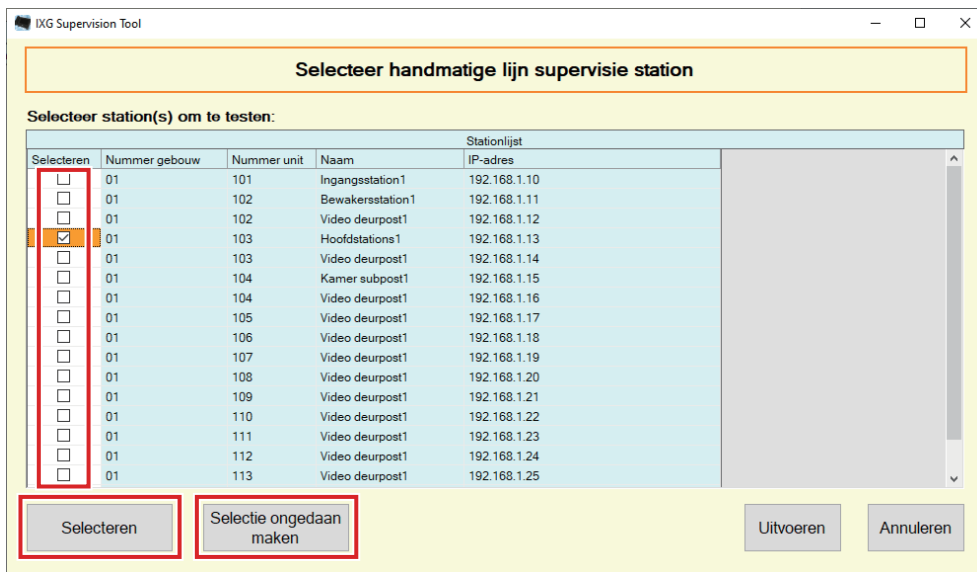 IXG Supervision Tool
Selecteer handmatige lijn supervisie station
Selecteer station(s) om te testen:
Stationlijst
Selecteren Nummer gebouw Nummer unit Naam IP-adres
01 101 Ingangsstation1 192.168.1.10
01 102 Bewakersstation1 192.168.1.11
01 102 Video deurpost1 192.168.1.12
01 103 Hoofdstations1 192.168.1.13
01 103 Video deurpost1 192.168.1.14
01 104 Kamer subpost1 192.168.1.15
01 104 Video deurpost1 192.168.1.16
01 105 Video deurpost1 192.168.1.17
01 106 Video deurpost1 192.168.1.18
01 107 Video deurpost1 192.168.1.19
01 108 Video deurpost1 192.168.1.20
01 109 Video deurpost1 192.168.1.21
01 110 Video deurpost1 192.168.1.22
01 111 Video deurpost1 192.168.1.23
01 112 Video deurpost1 192.168.1.24
01 113 Video deurpost1 192.168.1.25
Selecteren
Selectie ongedaan
maken
Uitvoeren
Annuleren